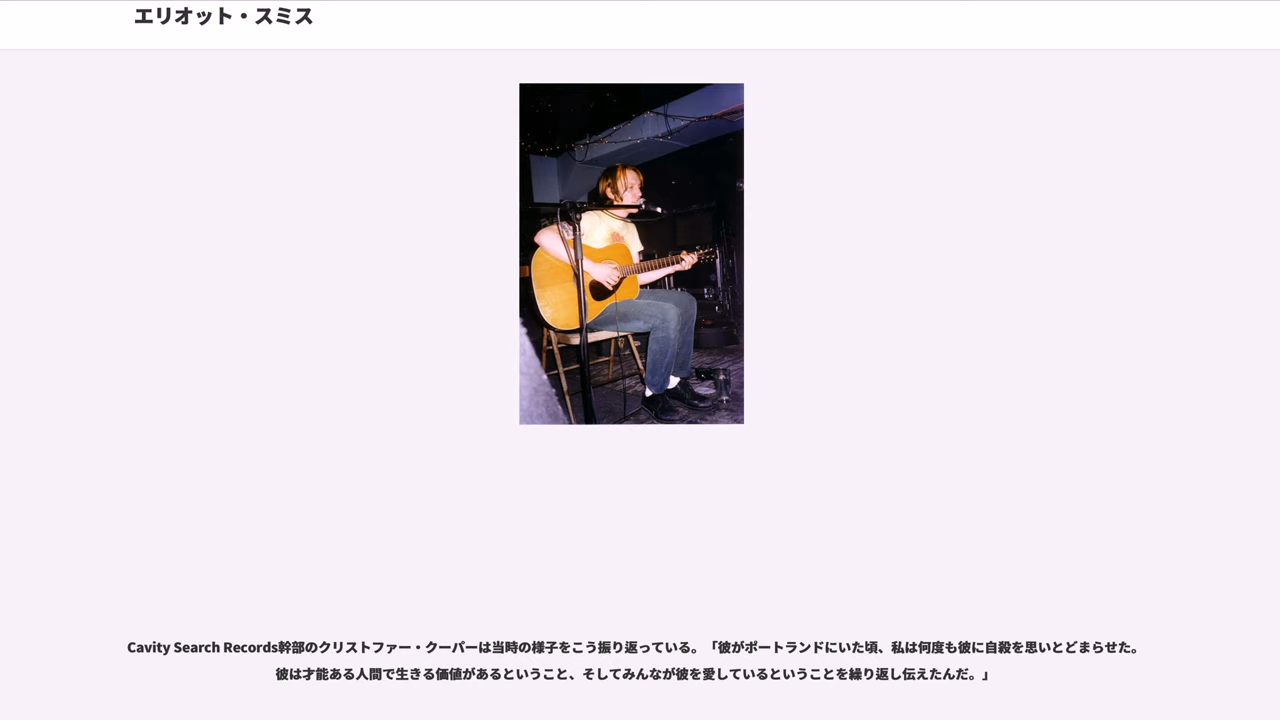 エリオット・スミス
Cavity Search Records幹部のクリストファー・クーパーは当時の様子をこう振り返っている。「彼がポートランドにいた頃、私は何度も彼に自殺を思いとどまらせた。
彼は才能ある人間で生きる価値があるということ、そしてみんなが彼を愛しているということを繰り返し伝えたんだ。」